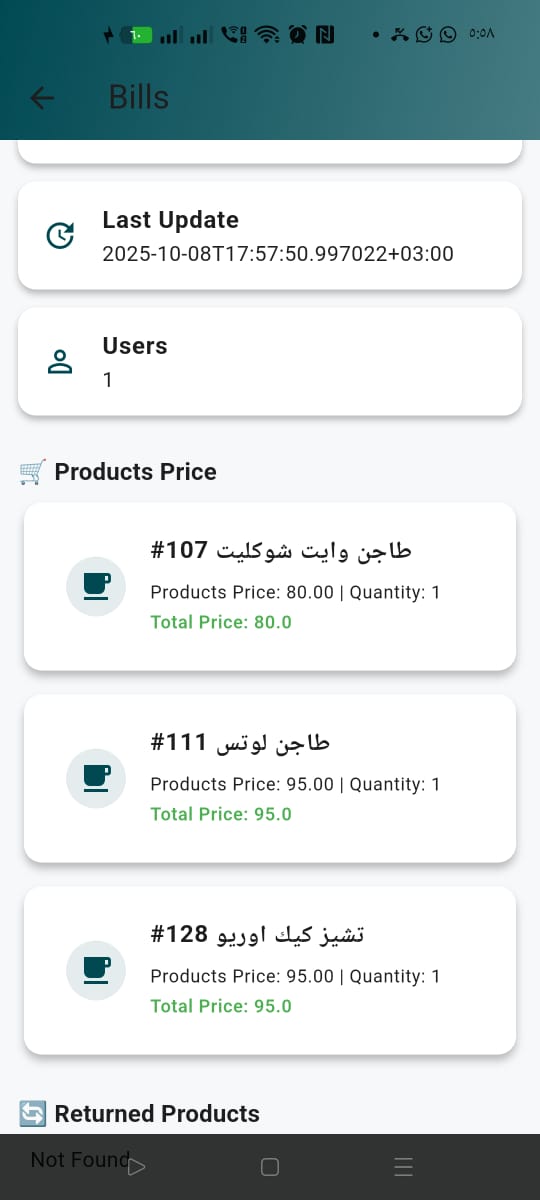 ٥:٥٨
Bills
Last Update
2025-10-08T17:57:50.997022+03:00
Users
1
🛒 Products Price
#107 طاجن وايت شوكليت
Products Price: 80.00 | Quantity: 1
Total Price: 80.0
#111 طاجن لوتس
Products Price: 95.00 | Quantity: 1
Total Price: 95.0
#128 تشيز كيك اوريو
Products Price: 95.00 | Quantity: 1
Total Price: 95.0
🔄 Returned Products
Not Found